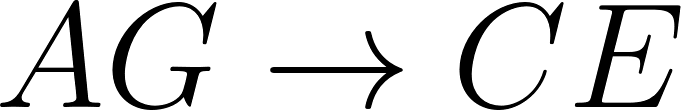 AG → CE